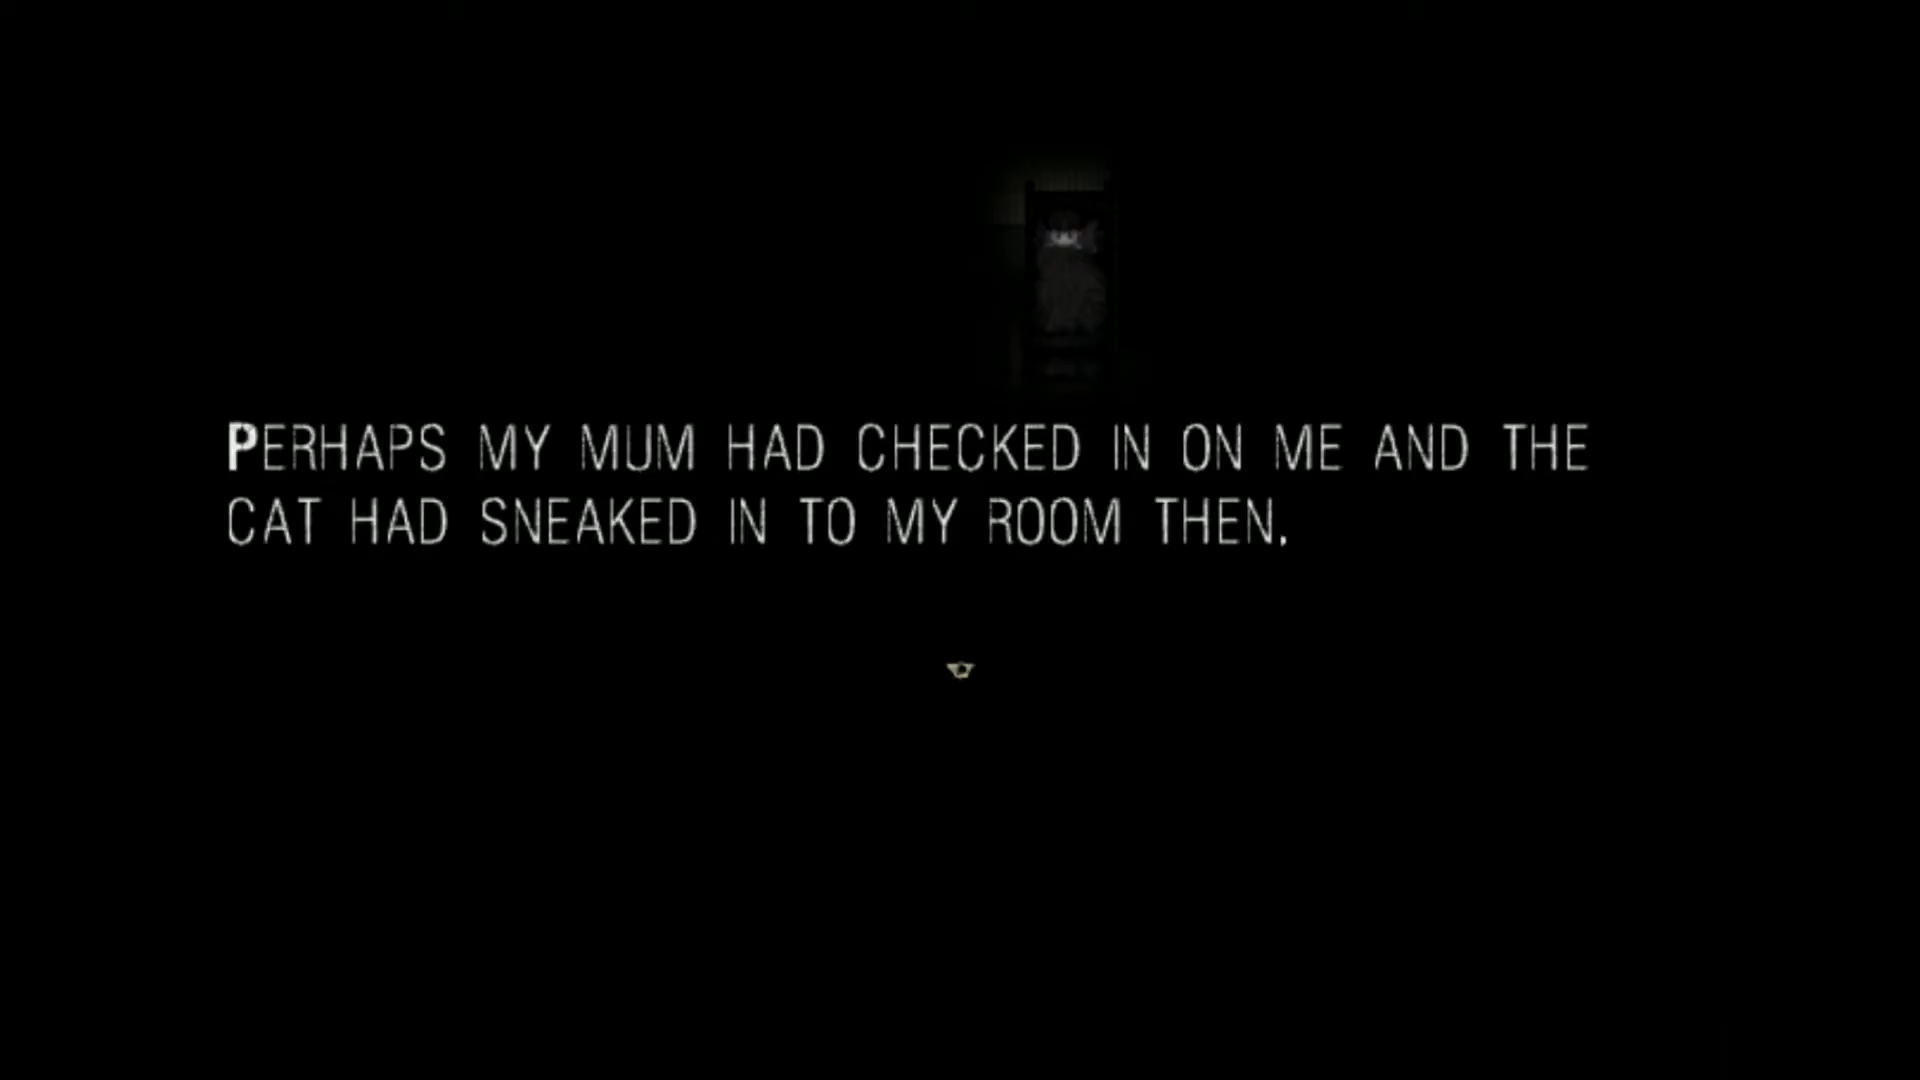 PERHAPS MY MUM HAD CHECKED IN ON ME AND THE
CAT HAD SNEAKED IN TO MY ROOM THEN.